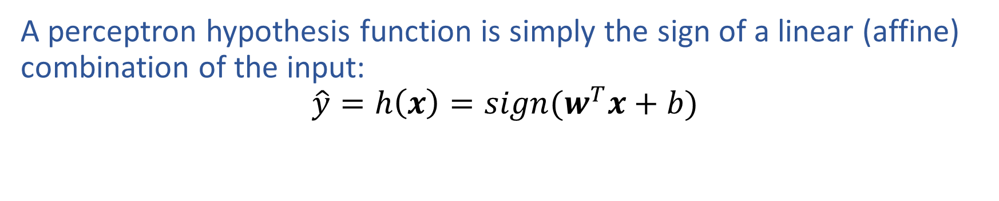 A perceptron hypothesis function is simply the sign of a linear (affine)
combination of the input:
ŷ = h(𝒙) = sign(𝒘ᵀ𝒙 + b)